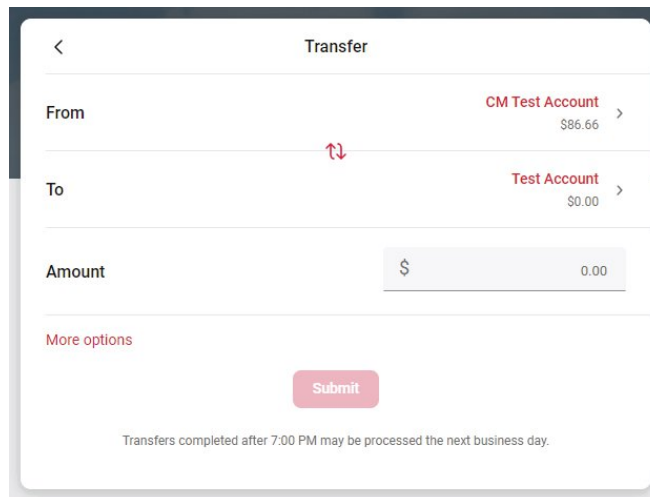 Transfer
From
CM Test Account
$86.66
To
Test Account
$0.00
Amount
$ 0.00
More options
Submit
Transfers completed after 7:00 PM may be processed the next business day.